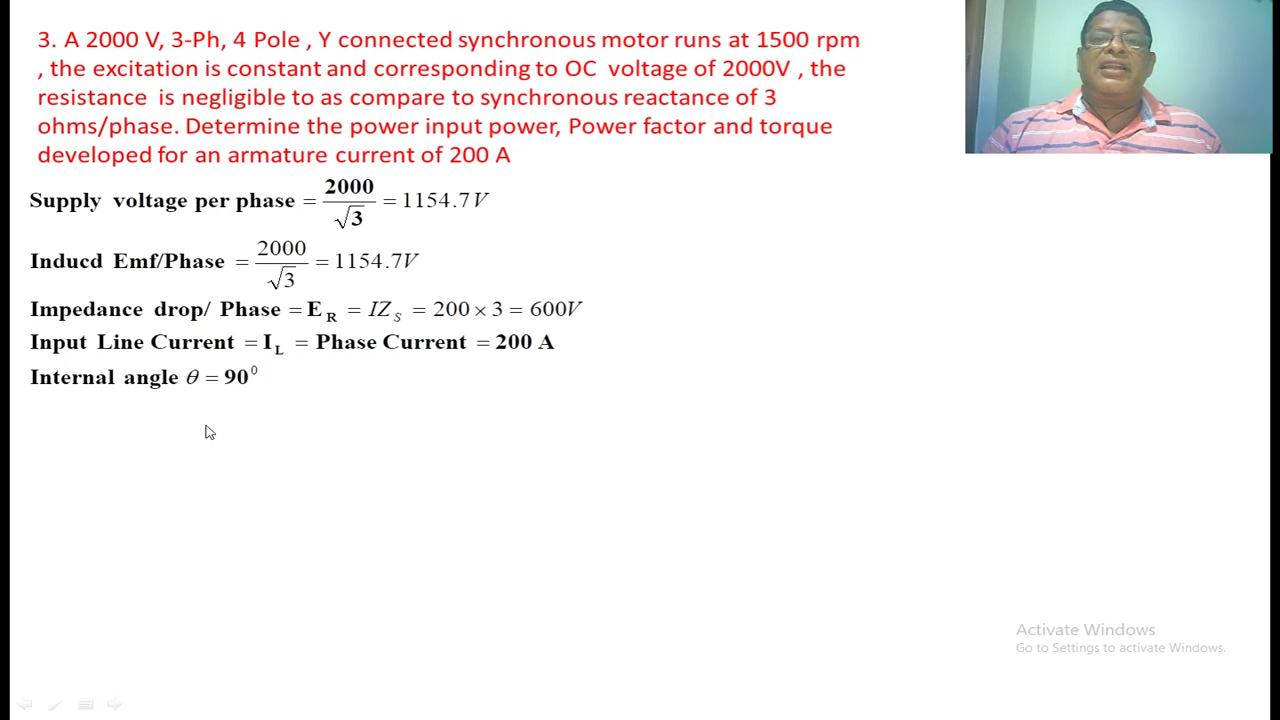 3. A 2000 V, 3-Ph, 4 Pole , Y connected synchronous motor runs at 1500 rpm
, the excitation is constant and corresponding to OC voltage of 2000V , the
resistance is negligible to as compare to synchronous reactance of 3
ohms/phase. Determine the power input power, Power factor and torque
developed for an armature current of 200 A
Supply voltage per phase = 2000/√3 = 1154.7V
Inducd Emf/Phase = 2000/√3 = 1154.7V
Impedance drop/ Phase = E_R = IZ_S = 200 × 3 = 600V
Input Line Current = I_L = Phase Current = 200 A
Internal angle θ = 90⁰
Activate Windows
Go to Settings to activate Windows.